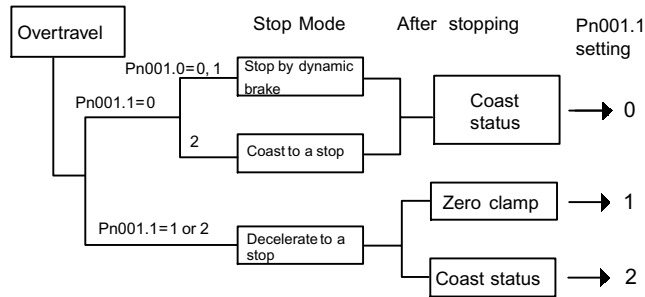 Stop Mode
After stopping
Pn001.1
setting
Overtravel
Pn001.0=0, 1
Stop by dynamic
brake
Pn001.1=0
Coast
status
0
2
Coast to a stop
Zero clamp
1
Pn001.1=1 or 2
Decelerate to a
stop
Coast status
2